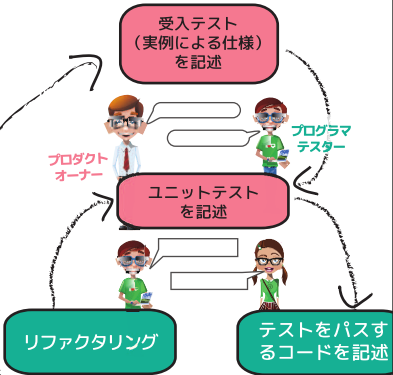 受入テスト
（実例による仕様）
を記述
プログラマ
テスター
プロダクト
オーナー
ユニットテスト
を記述
リファクタリング
テストをパスす
るコードを記述